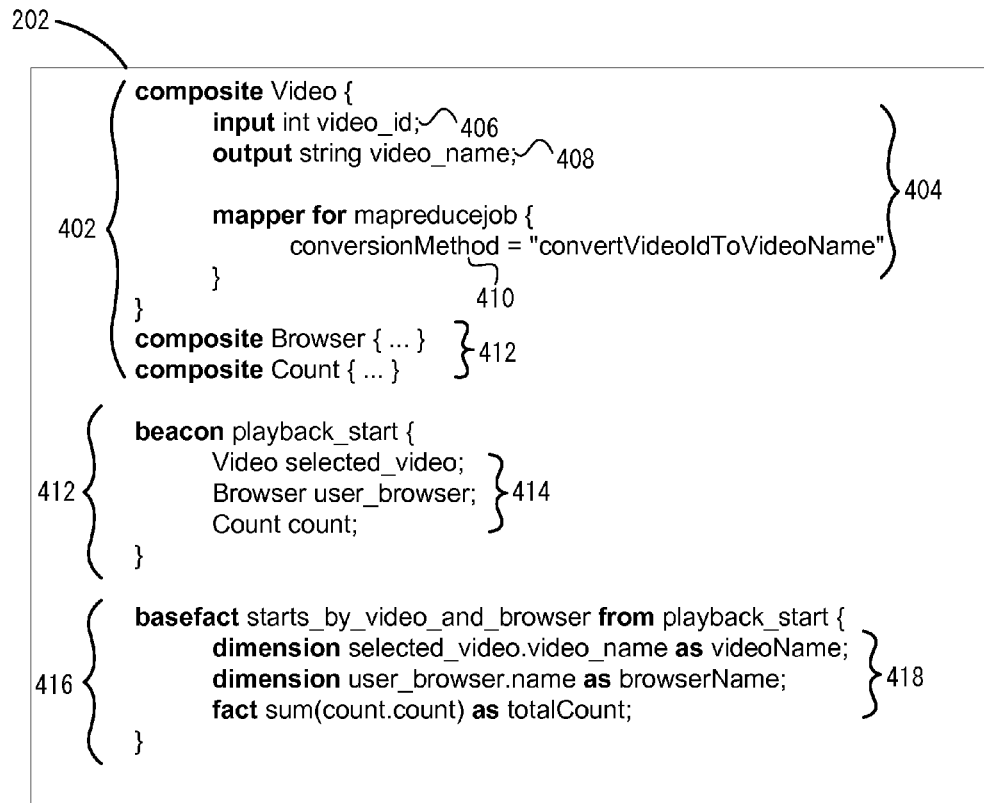 202
composite Video {
input int video_id; 406
output string video_name; 408
404
mapper for mapreducejob {
402
conversionMethod = "convertVideoIdToVideoName"
}
410
}
composite Browser { ... }
412
composite Count { ... }
beacon playback_start {
Video selected_video;
412
Browser user_browser;
414
Count count;
}
basefact starts_by_video_and_browser from playback_start {
dimension selected_video.video_name as videoName;
416
dimension user_browser.name as browserName;
418
fact sum(count.count) as totalCount;
}